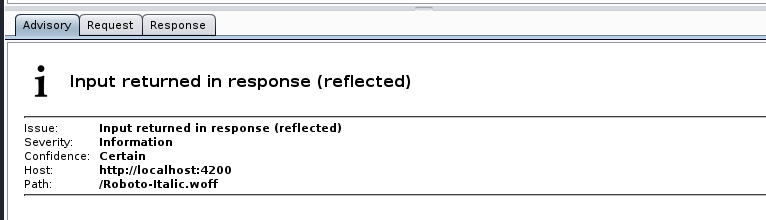 Advisory Request Response
i Input returned in response (reflected)
Issue: Input returned in response (reflected)
Severity: Information
Confidence: Certain
Host: http://localhost:4200
Path: /Roboto-Italic.woff